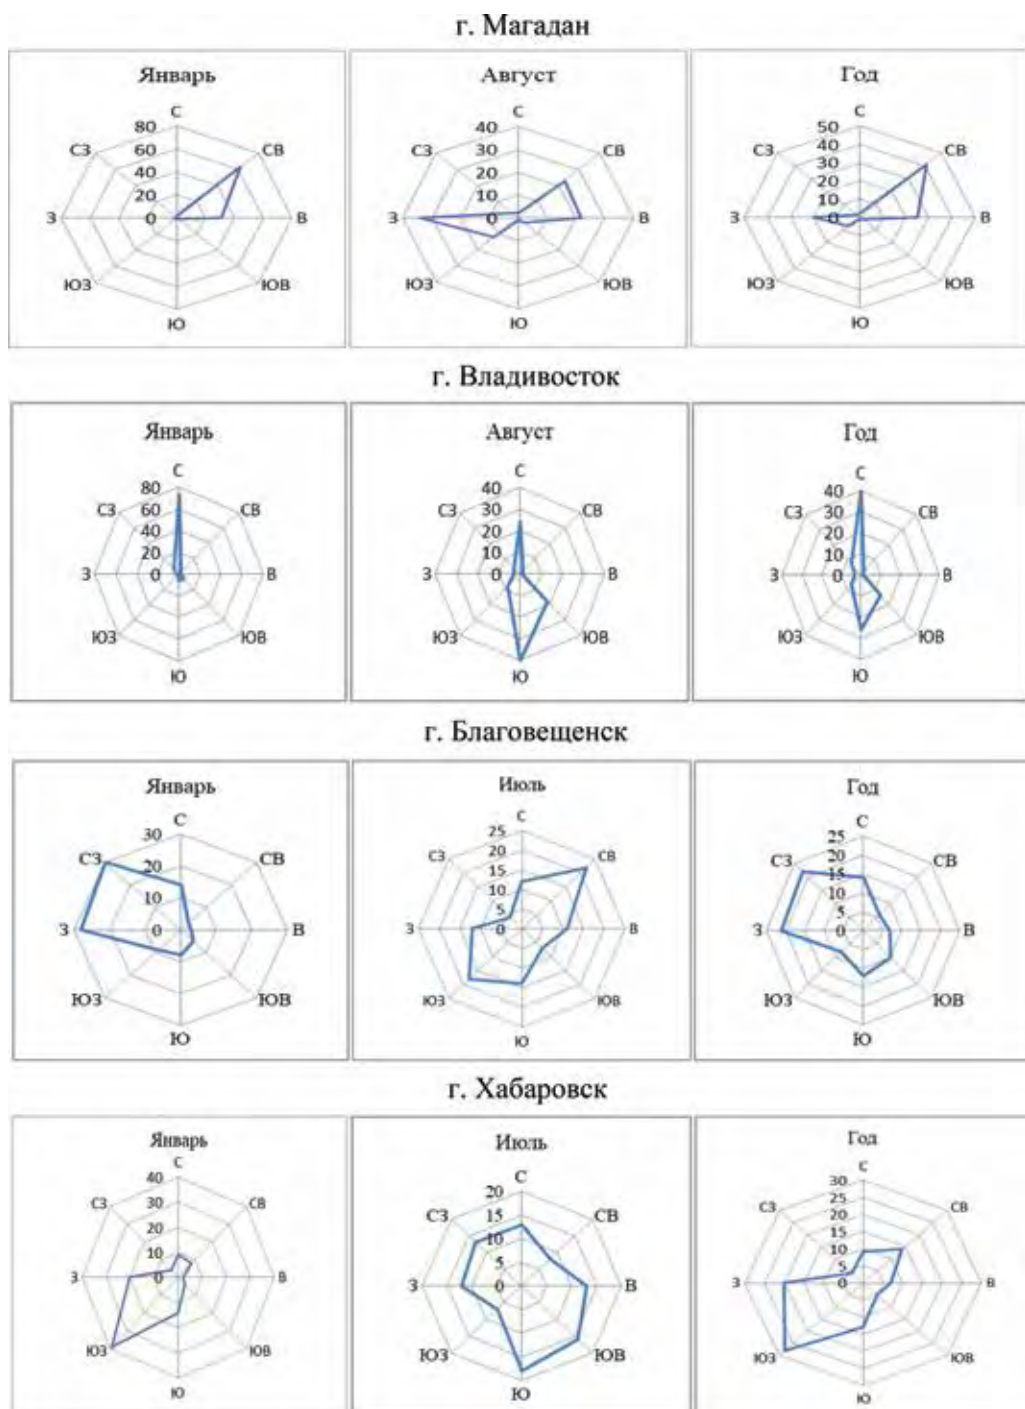 г. Магадан
Январь
С
80
60
40
20
0
СЗ
СВ
З
В
ЮЗ
ЮВ
Ю
Август
С
40
30
20
10
0
СЗ
СВ
З
В
ЮЗ
ЮВ
Ю
Год
С
50
40
30
20
10
0
СЗ
СВ
З
В
ЮЗ
ЮВ
Ю
г. Владивосток
Январь
С
80
60
40
20
0
СЗ
СВ
З
В
ЮЗ
ЮВ
Ю
Август
С
40
30
20
10
0
СЗ
СВ
З
В
ЮЗ
ЮВ
Ю
Год
С
40
30
20
10
0
СЗ
СВ
З
В
ЮЗ
ЮВ
Ю
г. Благовещенск
Январь
С
30
20
10
0
СЗ
СВ
З
В
ЮЗ
ЮВ
Ю
Июль
С
25
20
15
10
5
0
СЗ
СВ
З
В
ЮЗ
ЮВ
Ю
Год
С
25
20
15
10
5
0
СЗ
СВ
З
В
ЮЗ
ЮВ
Ю
г. Хабаровск
Январь
С
40
30
20
10
0
СЗ
СВ
З
В
ЮЗ
ЮВ
Ю
Июль
С
20
15
10
5
0
СЗ
СВ
З
В
ЮЗ
ЮВ
Ю
Год
С
30
25
20
15
10
5
0
СЗ
СВ
З
В
ЮЗ
ЮВ
Ю